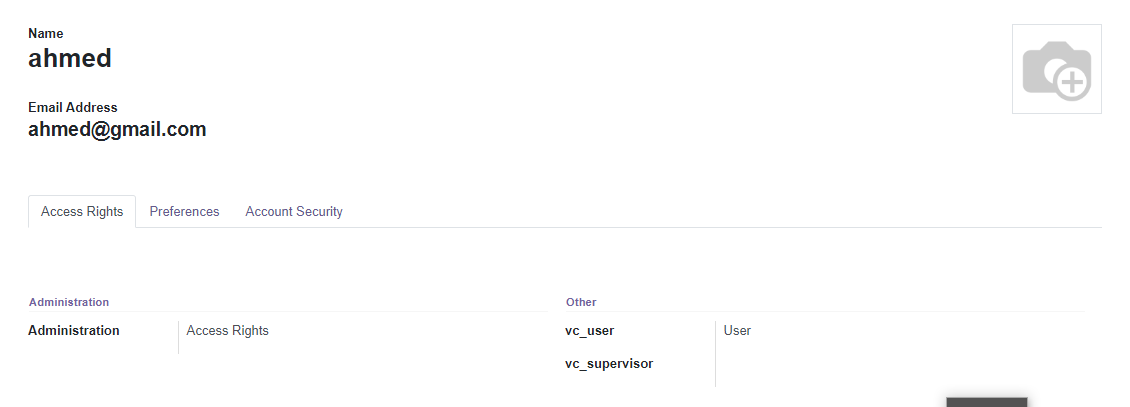 Name
ahmed
Email Address
ahmed@gmail.com
Access Rights Preferences Account Security
Administration
Administration Access Rights
Other
vc_user User
vc_supervisor